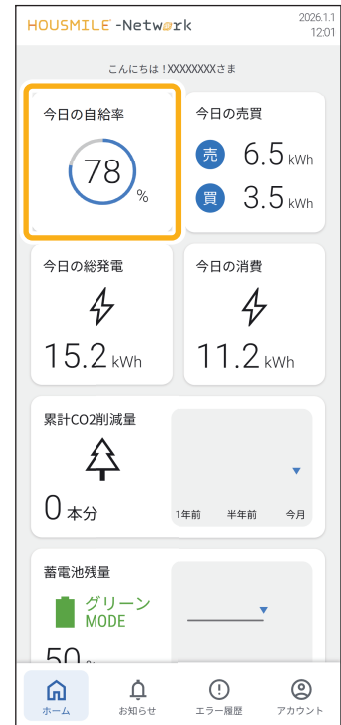 HOUSMILE-Network
2026.1.1
12:01
こんにちは！XXXXXXXXさま
今日の自給率
78
%
今日の売買
売 6.5 kWh
買 3.5 kWh
今日の総発電
15.2 kWh
今日の消費
11.2 kWh
累計CO2削減量
0 本分
1年前 半年前 今月
蓄電池残量
グリーン
MODE
50 %
ホーム お知らせ エラー履歴 アカウント